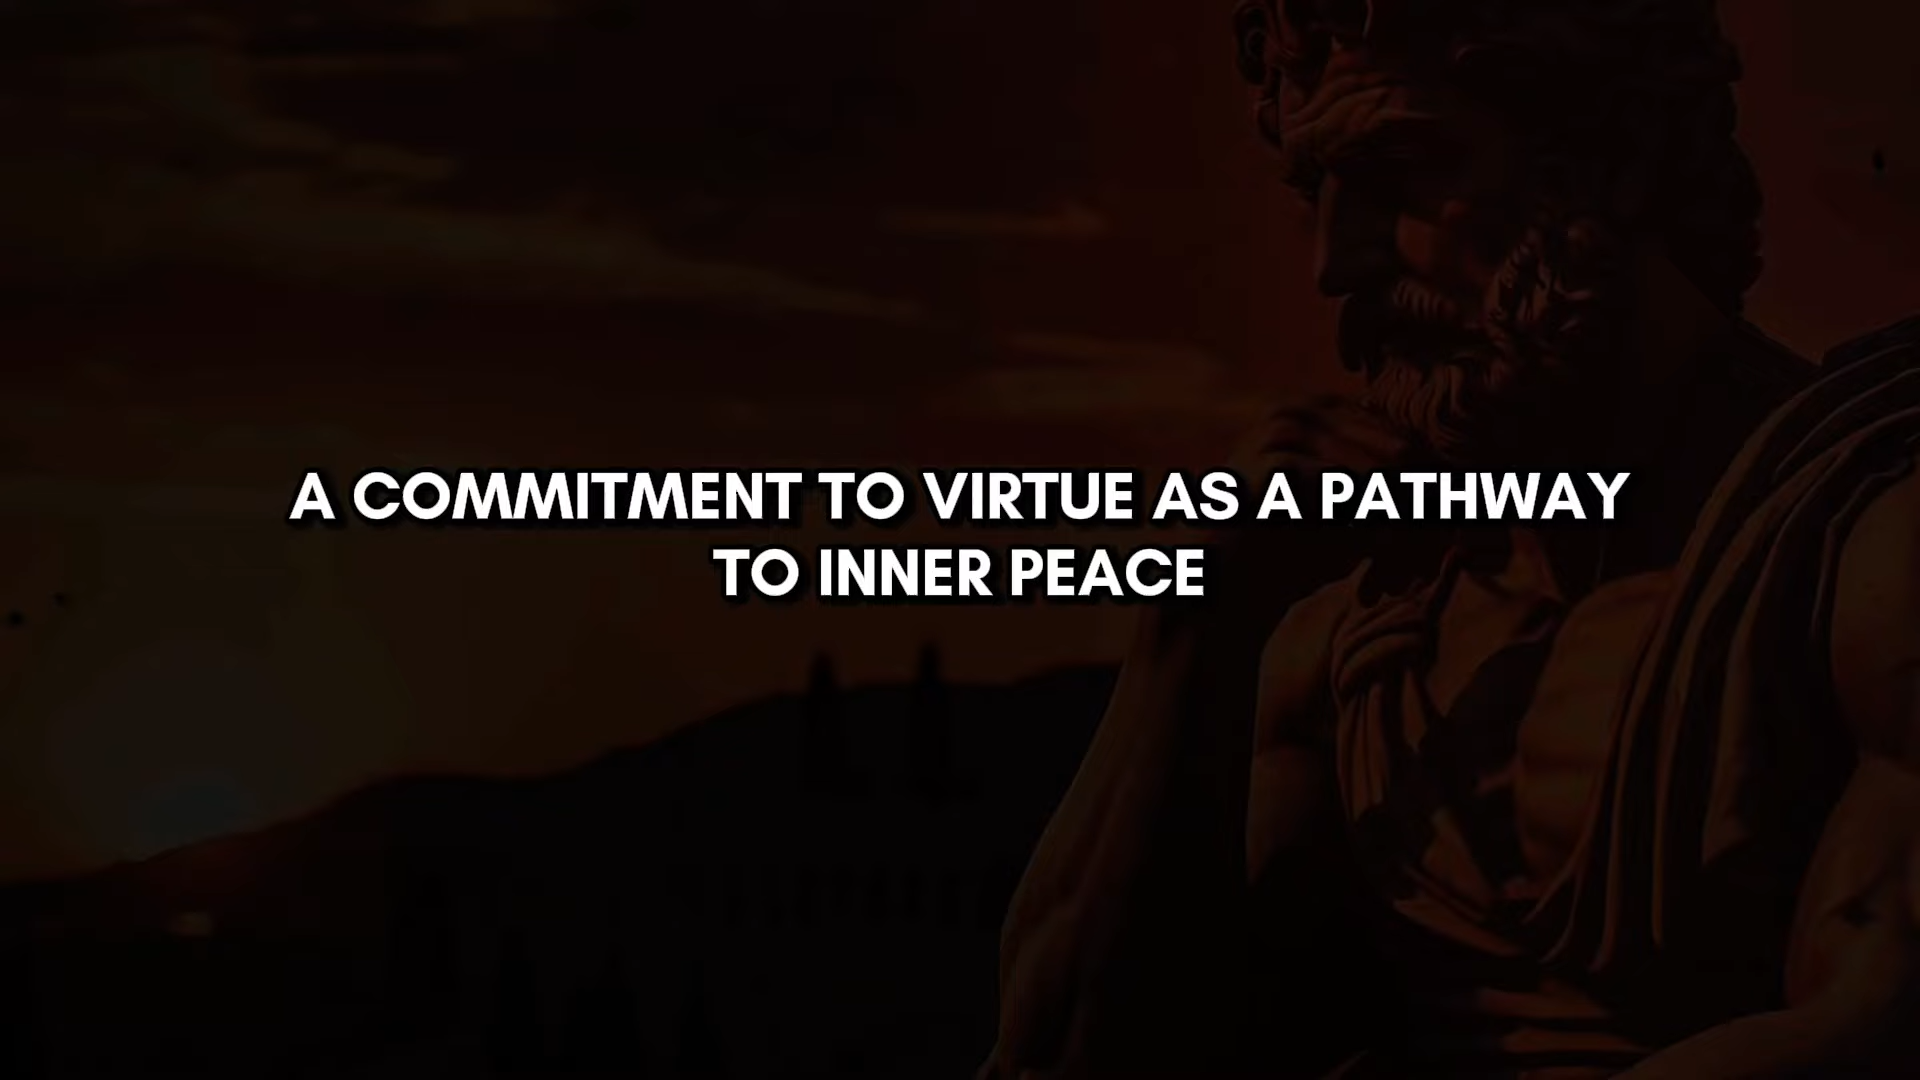 A COMMITMENT TO VIRTUE AS A PATHWAY
TO INNER PEACE